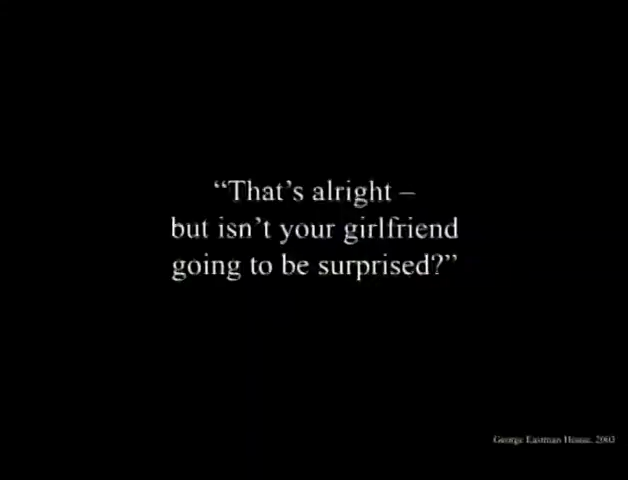 “That’s alright –
but isn’t your girlfriend
going to be surprised?”
George Eastman House, 2003